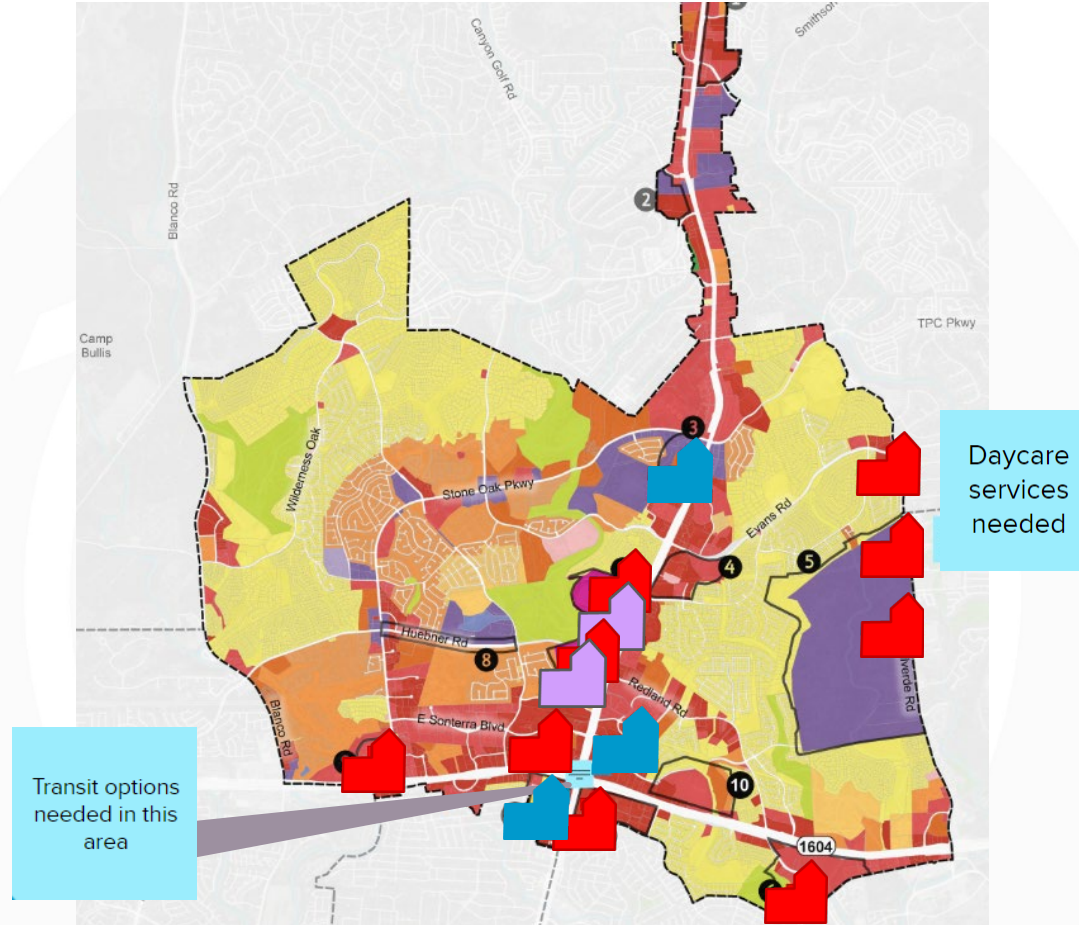 Smithson
Canyon Golf Rd
Blanco Rd
2
Camp
Bullis
TPC Pkwy
3
Wilderness Oak
Stone Oak Pkwy
Daycare
services
needed
Evans Rd
4
5
Huebner Rd
8
Redland Rd
Blanco Rd
E Sonterra Blvd
Transit options
needed in this
area
10
1604